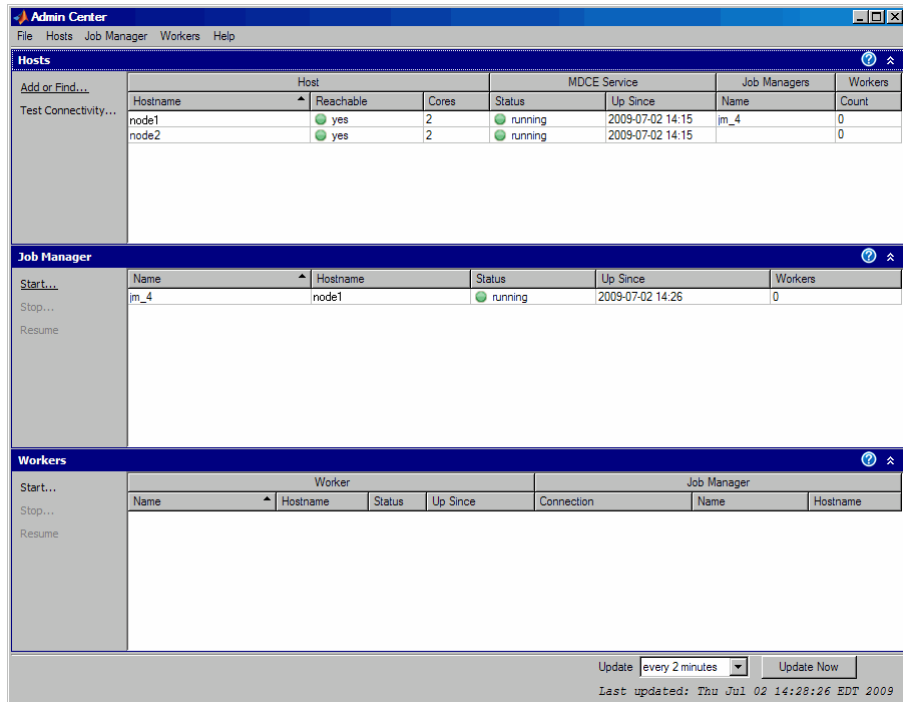 Admin Center
File Hosts Job Manager Workers Help
Hosts
Add or Find...
Test Connectivity...
Host MDCE Service Job Managers Workers
Hostname Reachable Cores Status Up Since Name Count
node1 yes 2 running 2009-07-02 14:15 jm_4 0
node2 yes 2 running 2009-07-02 14:15 0
Job Manager
Start...
Stop...
Resume
Name Hostname Status Up Since Workers
jm_4 node1 running 2009-07-02 14:26 0
Workers
Start...
Stop...
Resume
Worker Job Manager
Name Hostname Status Up Since Connection Name Hostname
Update every 2 minutes Update Now
Last updated: Thu Jul 02 14:28:26 EDT 2009